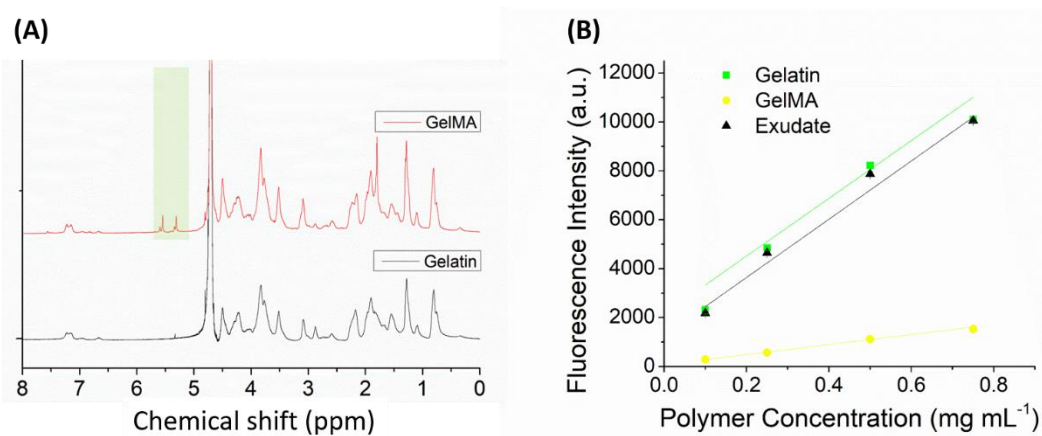 (A)
GelMA
Gelatin
8 7 6 5 4 3 2 1 0
Chemical shift (ppm)
(B)
Fluorescence Intensity (a.u.)
12000
10000
8000
6000
4000
2000
0
Gelatin
GelMA
Exudate
0.0 0.2 0.4 0.6 0.8
Polymer Concentration (mg mL⁻¹)